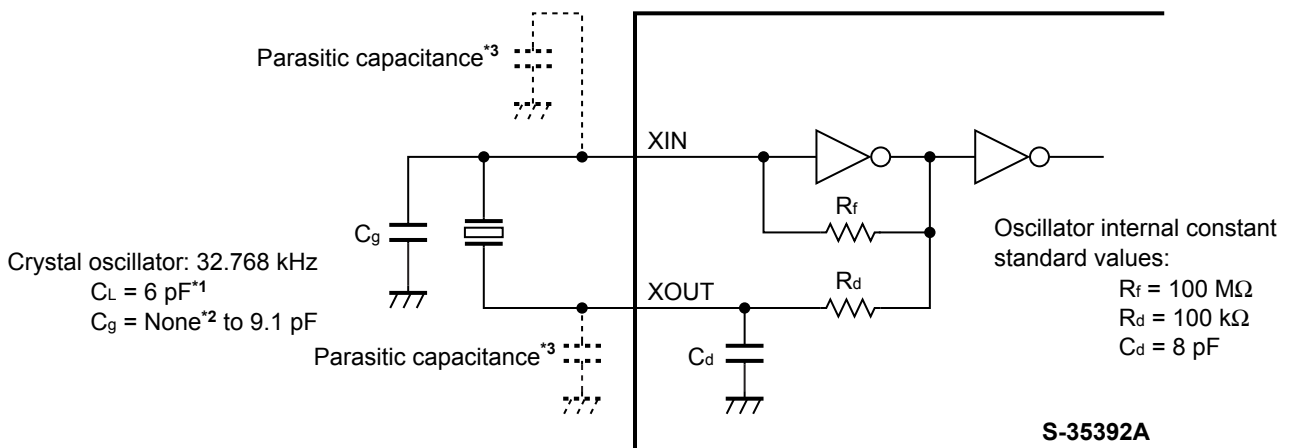 Parasitic capacitance*3
XIN
Cg
Rf
Crystal oscillator: 32.768 kHz
CL = 6 pF*1
Cg = None*2 to 9.1 pF
XOUT
Rd
Parasitic capacitance*3
Cd
Oscillator internal constant
standard values:
Rf = 100 MΩ
Rd = 100 kΩ
Cd = 8 pF
S-35392A